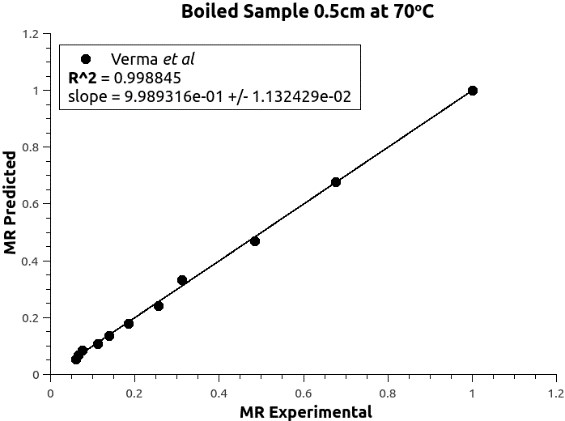 Boiled Sample 0.5cm at 70ºC
1.2
Verma et al
R^2 = 0.998845
slope = 9.989316e-01 +/- 1.132429e-02
1
0.8
MR Predicted
0.6
0.4
0.2
0
0 0.2 0.4 0.6 0.8 1 1.2
MR Experimental